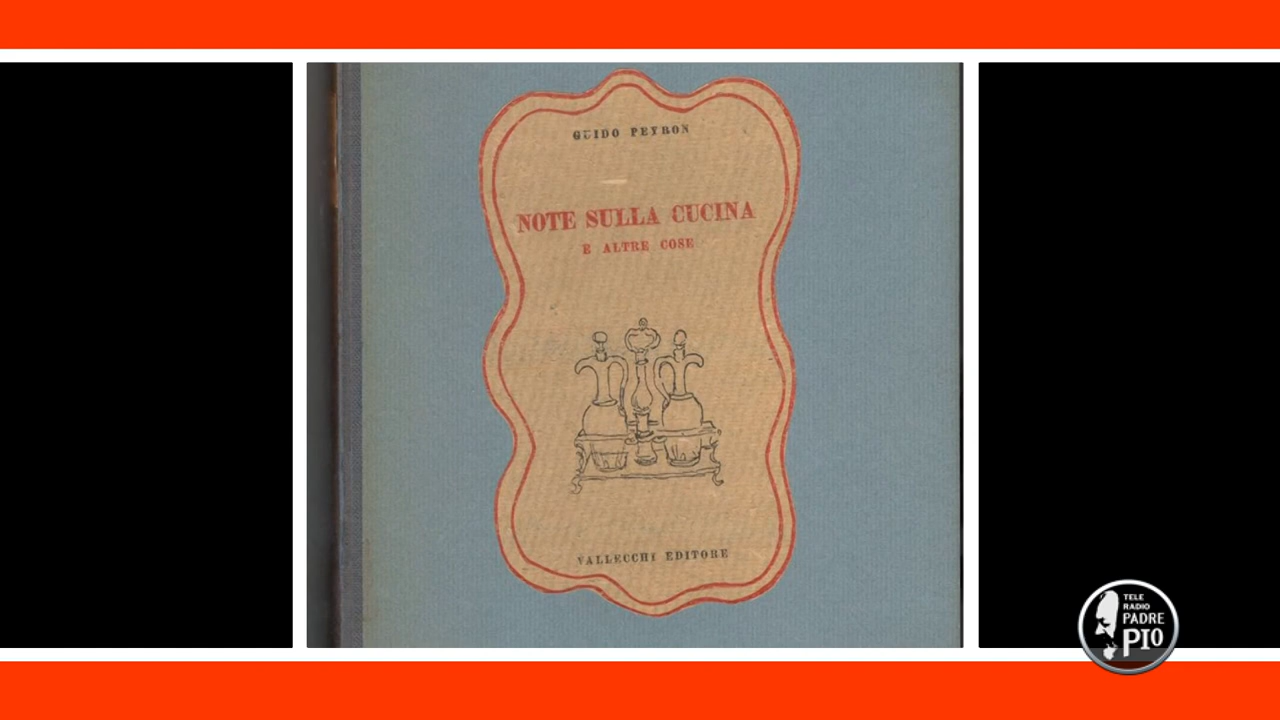 GUIDO PEYRON
NOTE SULLA CUCINA
E ALTRE COSE
VALLECCHI EDITORE
TELE
RADIO
PADRE
PIO